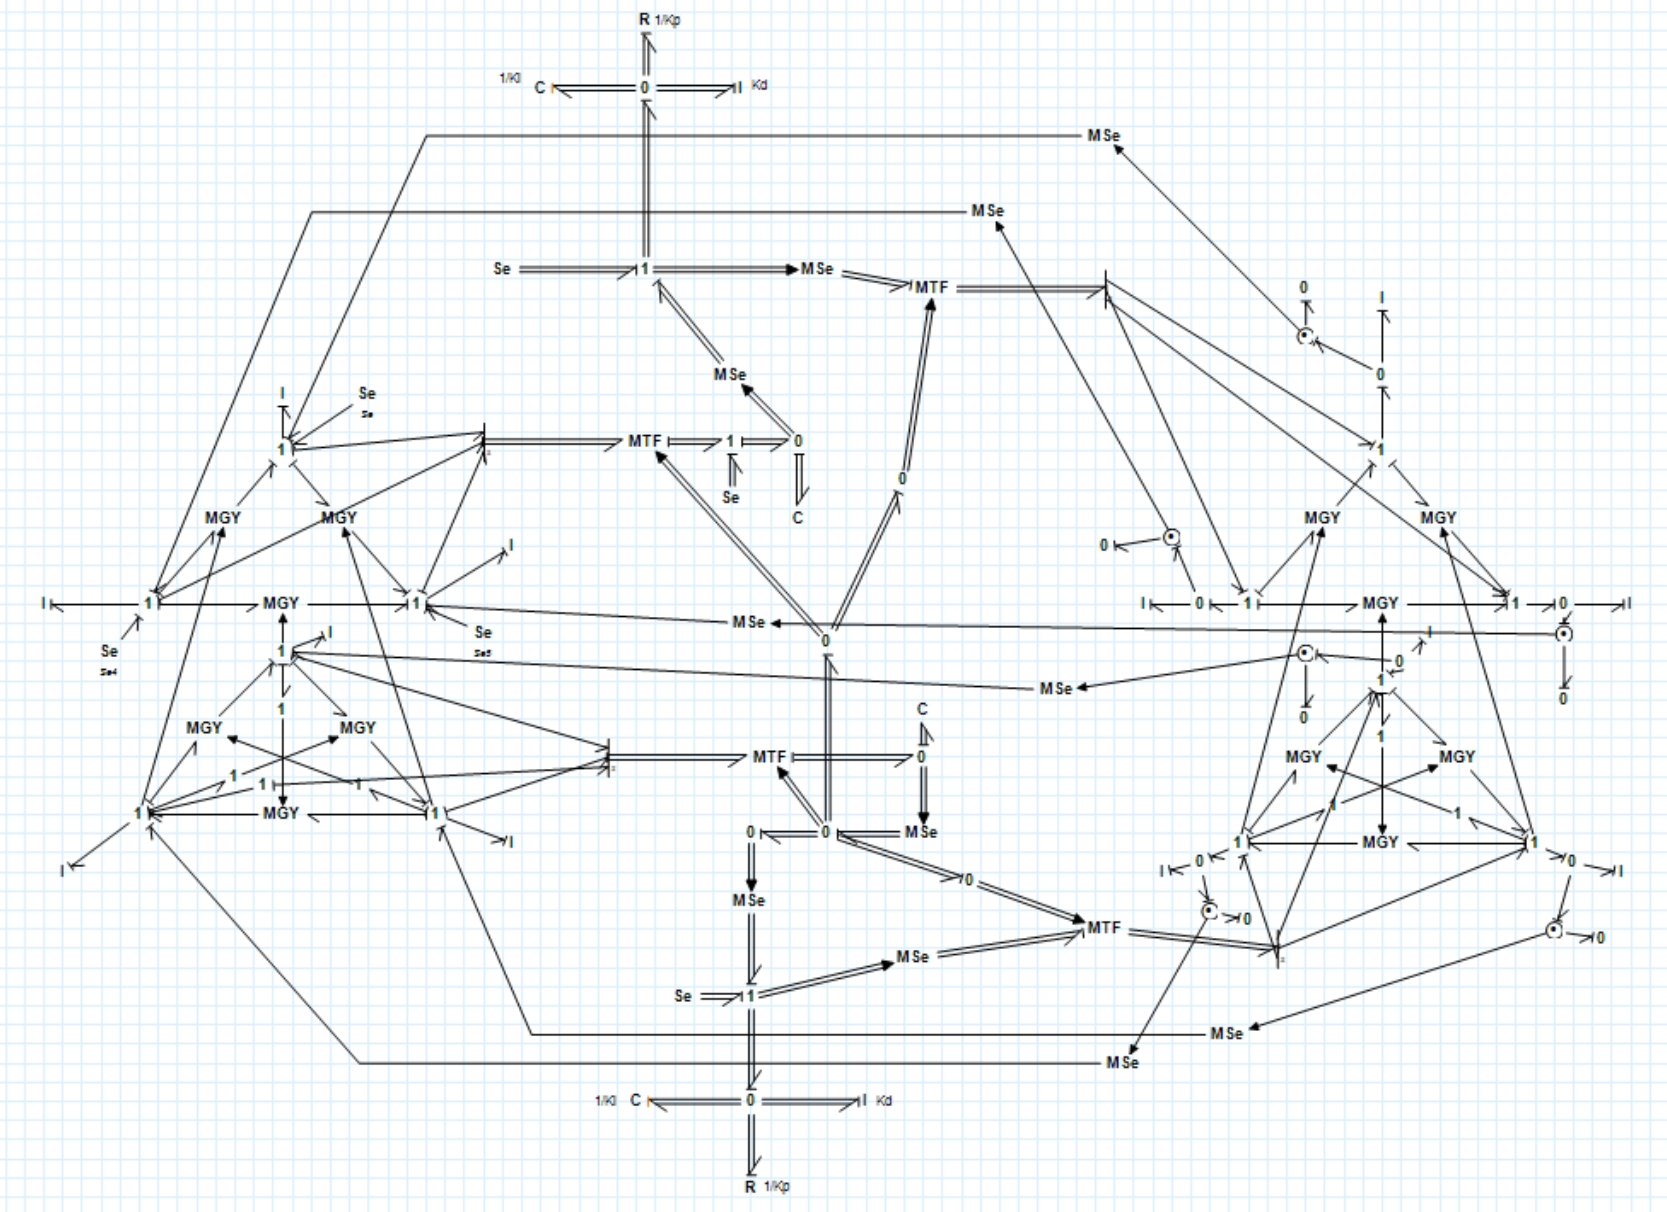 R 1/Kp
1/KI C 0 I Kd
MSe
MSe
Se 1 MSe
MTF
0 I
MSe 0
I Se
Se
1 MTF 1 0 1
0
Se
MGY MGY C MGY MGY
0 I
I 1 MGY 1 I 0 1 MGY 1 0 I
MSe
Se Se 0 I
Se4 1 Se5 0
MSe 1
0
1 C 0
MGY MGY 1
MTF 0 MGY MGY
1 1 1
1 1
1 MGY 1 0 0 MSe
I 1 MGY 1
I I 0 0 I
0
MSe 0
MTF 0
MSe
Se 1
MSe
MSe
1/KI C 0 I Kd
R 1/Kp